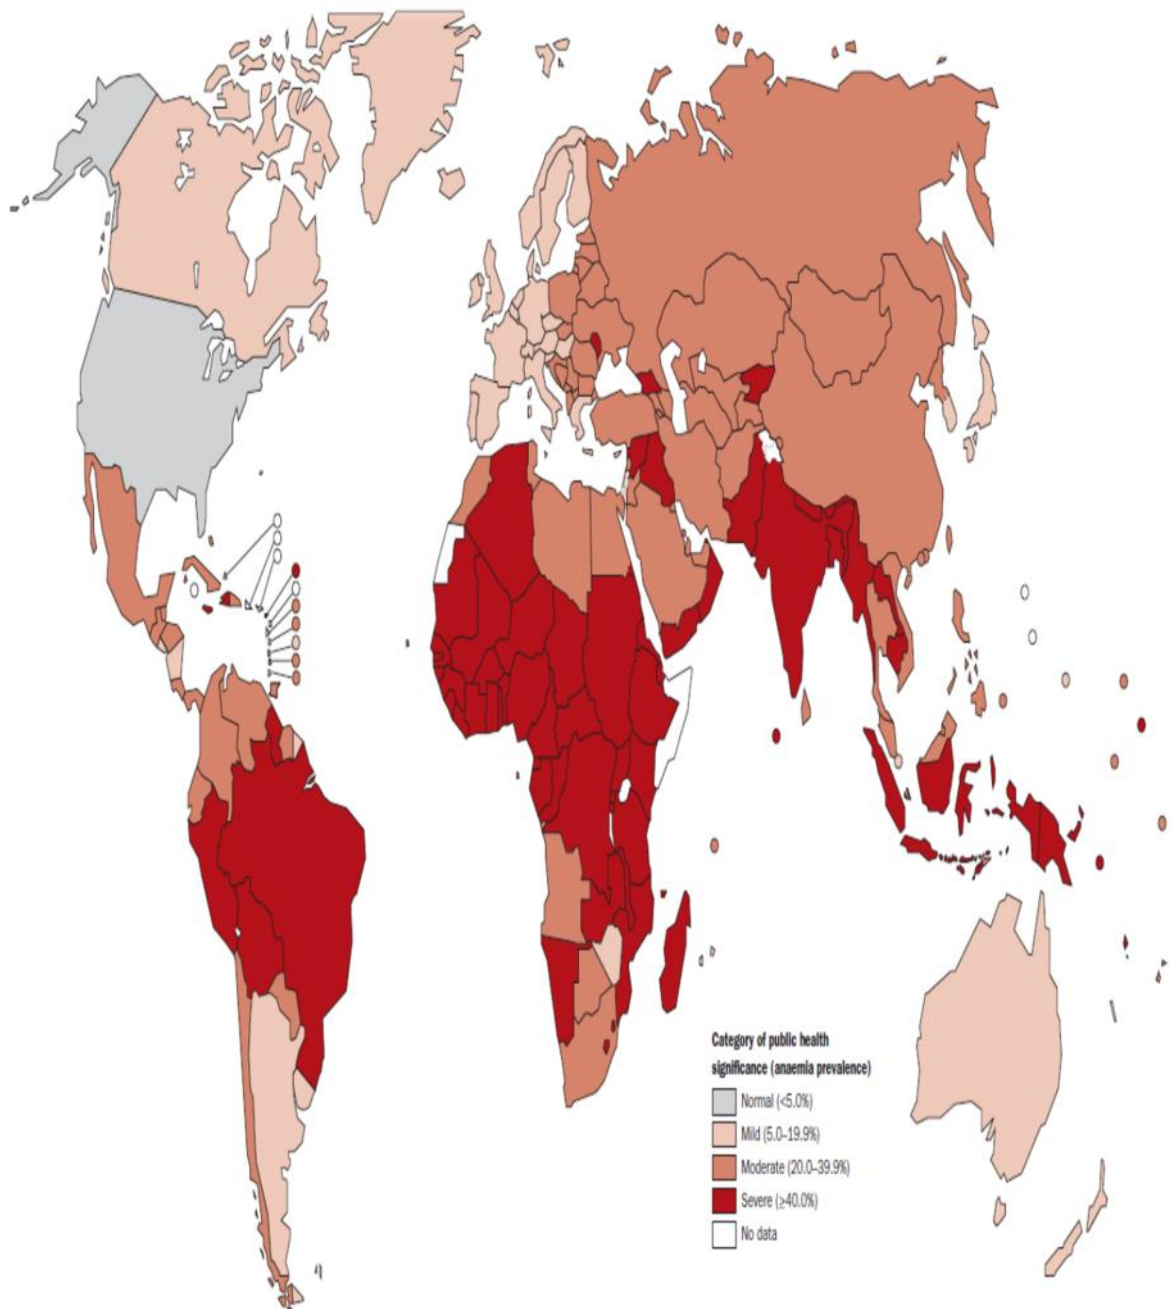 Category of public health
significance (anaemia prevalence)
Normal (<5.0%)
Mild (5.0–19.9%)
Moderate (20.0–39.9%)
Severe (≥40.0%)
No data